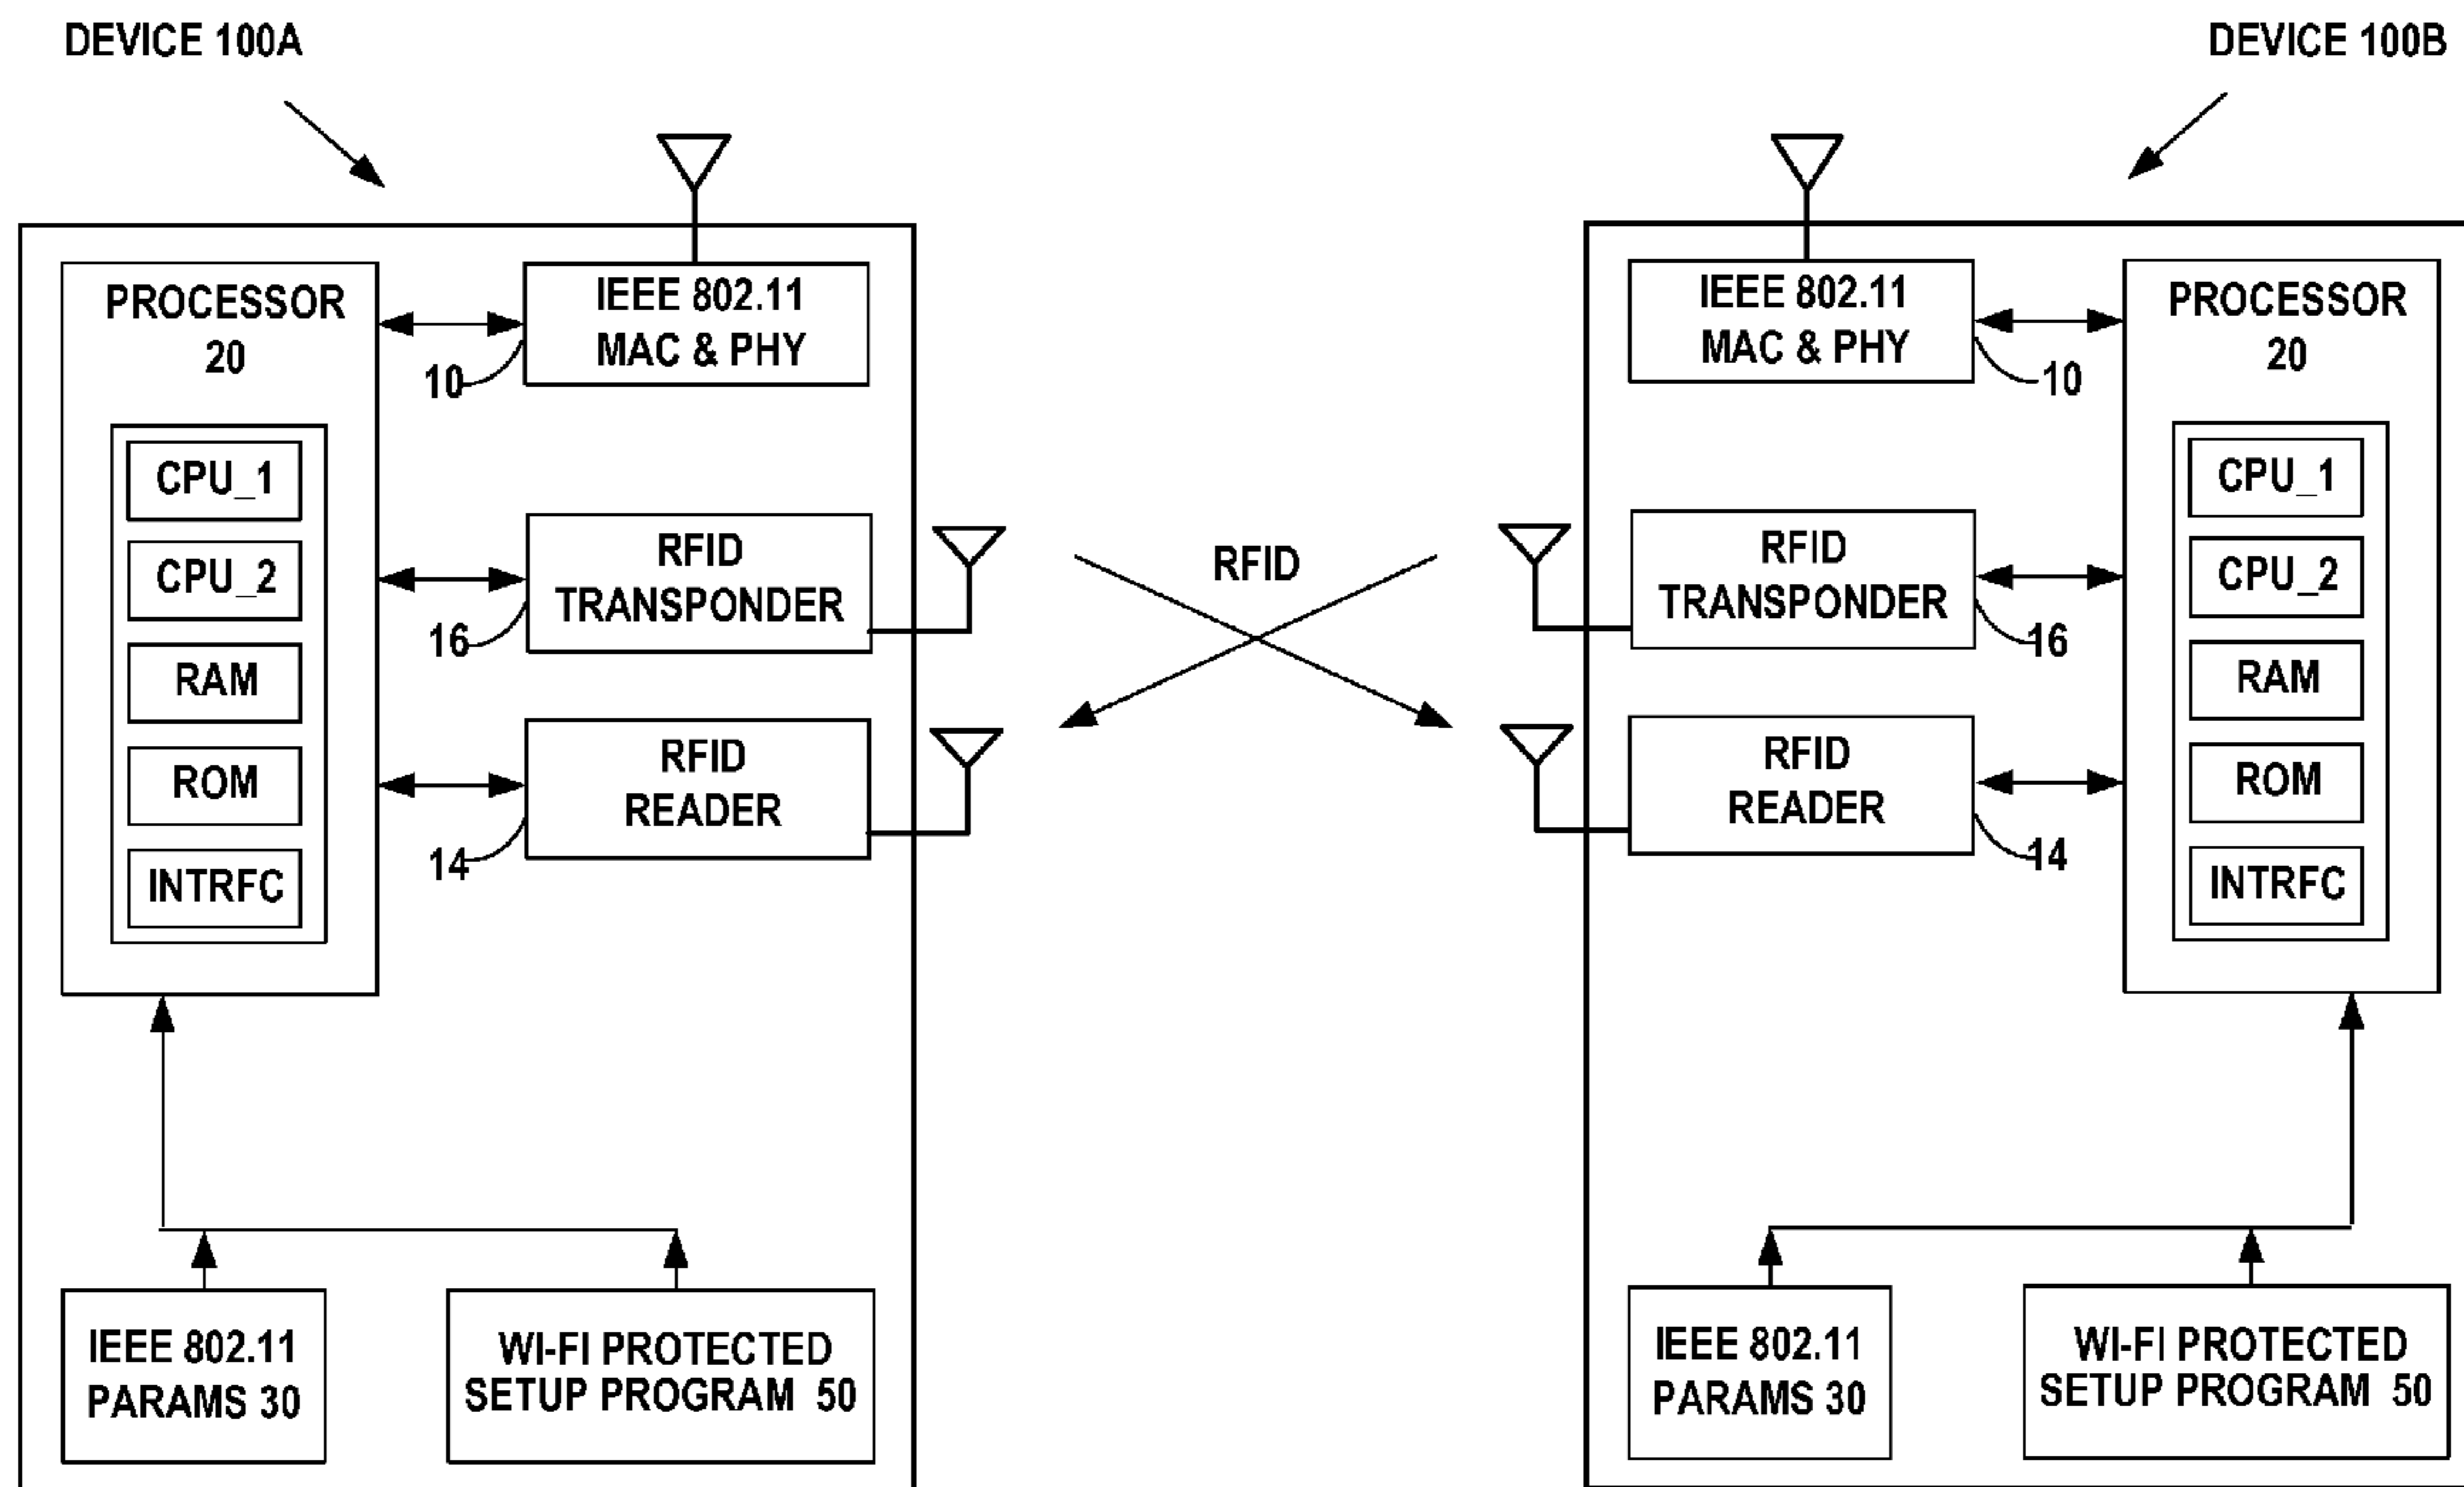 DEVICE 100A
DEVICE 100B
PROCESSOR
20
IEEE 802.11
MAC & PHY
10
CPU_1
CPU_2
RAM
ROM
INTRFC
RFID
TRANSPONDER
16
RFID
READER
14
IEEE 802.11
PARAMS 30
WI-FI PROTECTED
SETUP PROGRAM 50
RFID
IEEE 802.11
MAC & PHY
10
PROCESSOR
20
RFID
TRANSPONDER
16
RFID
READER
14
CPU_1
CPU_2
RAM
ROM
INTRFC
IEEE 802.11
PARAMS 30
WI-FI PROTECTED
SETUP PROGRAM 50